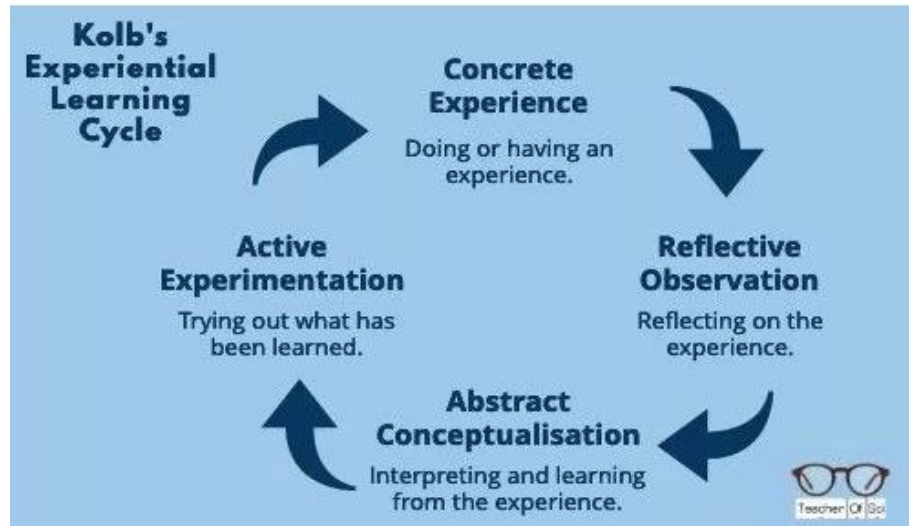 Kolb's
Experiential
Learning
Cycle
Concrete
Experience
Doing or having an
experience.
Reflective
Observation
Reflecting on the
experience.
Abstract
Conceptualisation
Interpreting and learning
from the experience.
Active
Experimentation
Trying out what has
been learned.
Teacher Of Sci